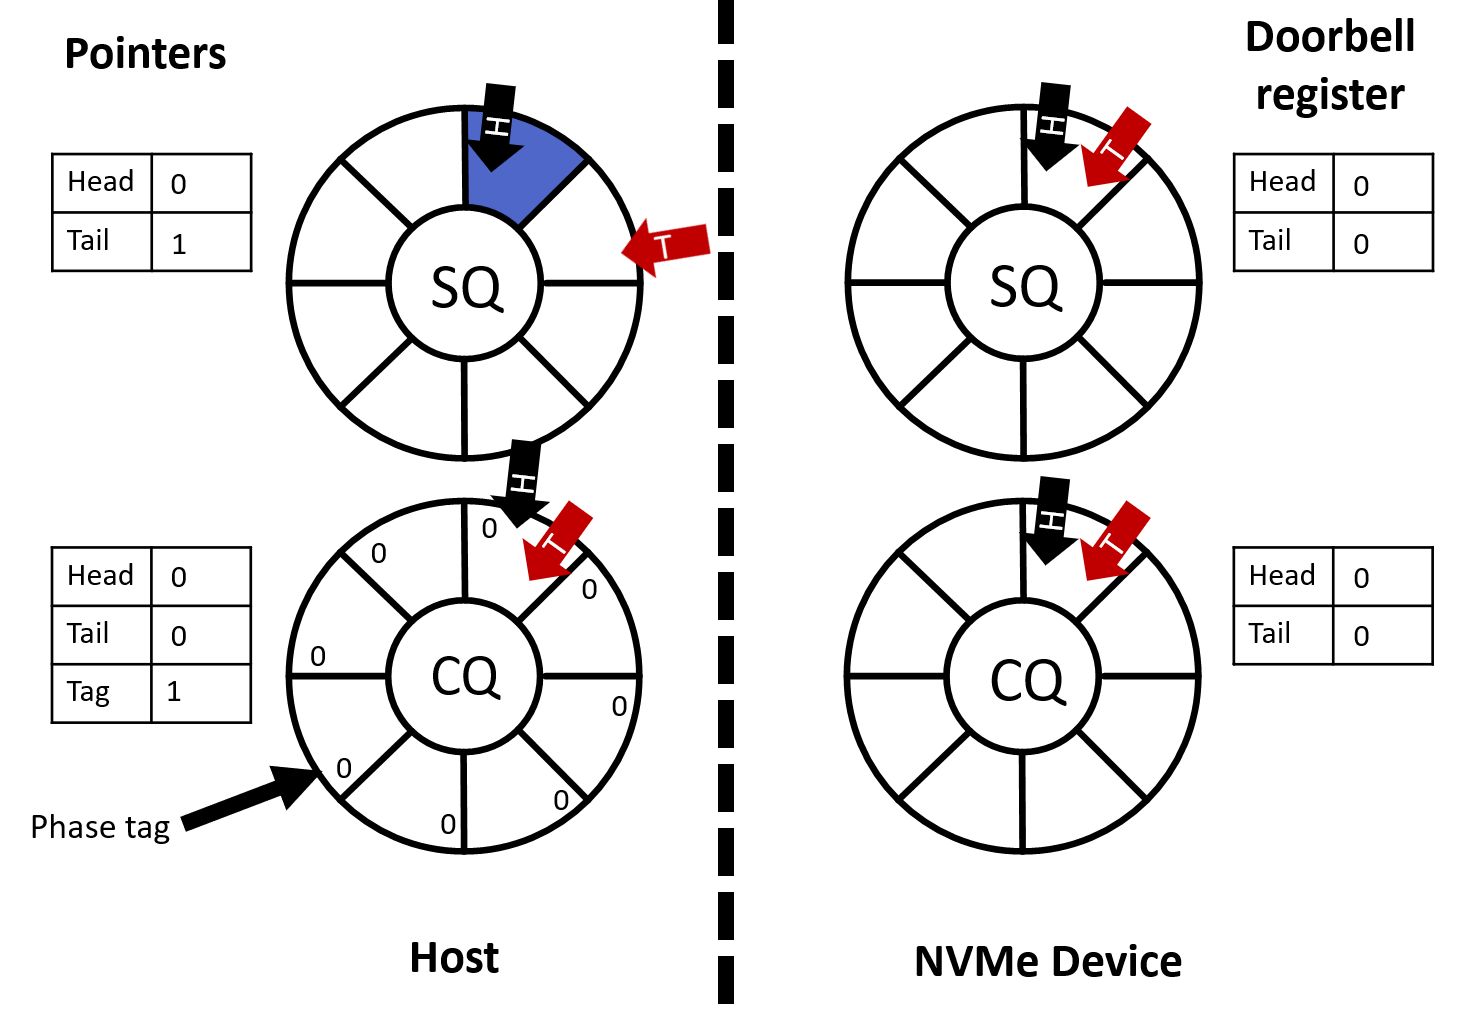 Pointers
Doorbell
register
Head 0
Tail 1
H
T
SQ
H
T
SQ
Head 0
Tail 0
Head 0
Tail 0
Tag 1
H
T
0
0
0
0
0
0
0
0
CQ
H
T
CQ
Head 0
Tail 0
Phase tag
Host
NVMe Device